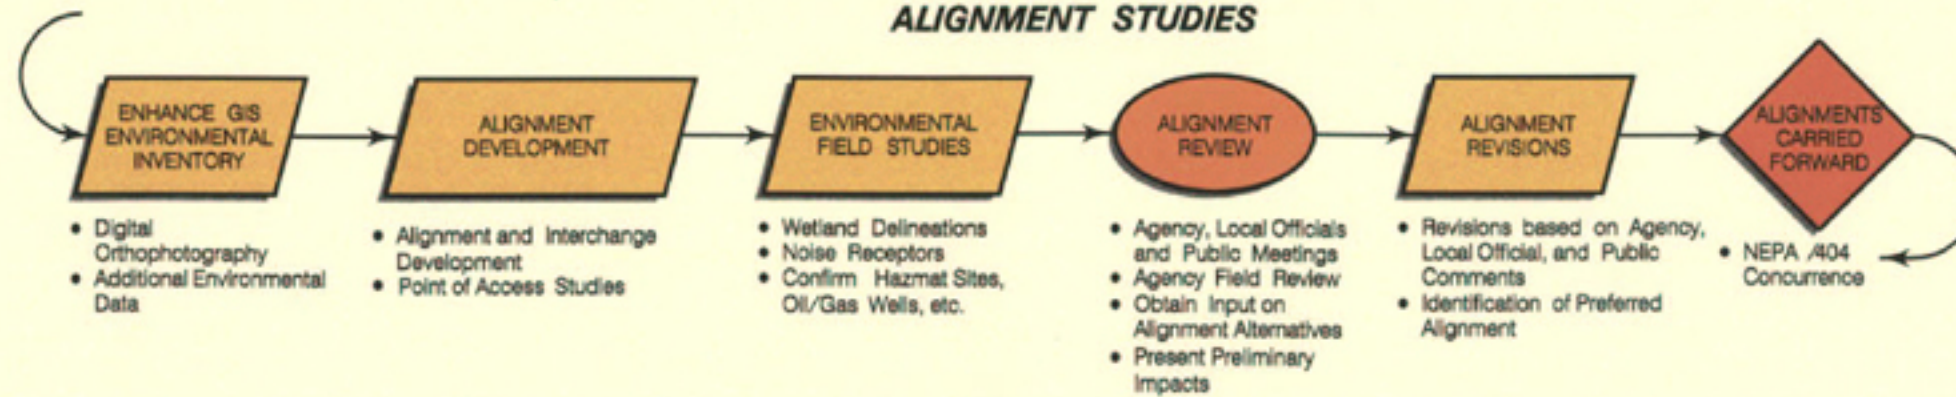 ALIGNMENT STUDIES
ENHANCE GIS
ENVIRONMENTAL
INVENTORY
• Digital
Orthophotography
• Additional Environmental
Data
ALIGNMENT
DEVELOPMENT
• Alignment and Interchange
Development
• Point of Access Studies
ENVIRONMENTAL
FIELD STUDIES
• Wetland Delineations
• Noise Receptors
• Confirm Hazmat Sites,
Oil/Gas Wells, etc.
ALIGNMENT
REVIEW
• Agency, Local Officials
and Public Meetings
• Agency Field Review
• Obtain Input on
Alignment Alternatives
• Present Preliminary
Impacts
ALIGNMENT
REVISIONS
• Revisions based on Agency,
Local Official, and Public
Comments
• Identification of Preferred
Alignment
ALIGNMENTS
CARRIED
FORWARD
• NEPA /404
Concurrence